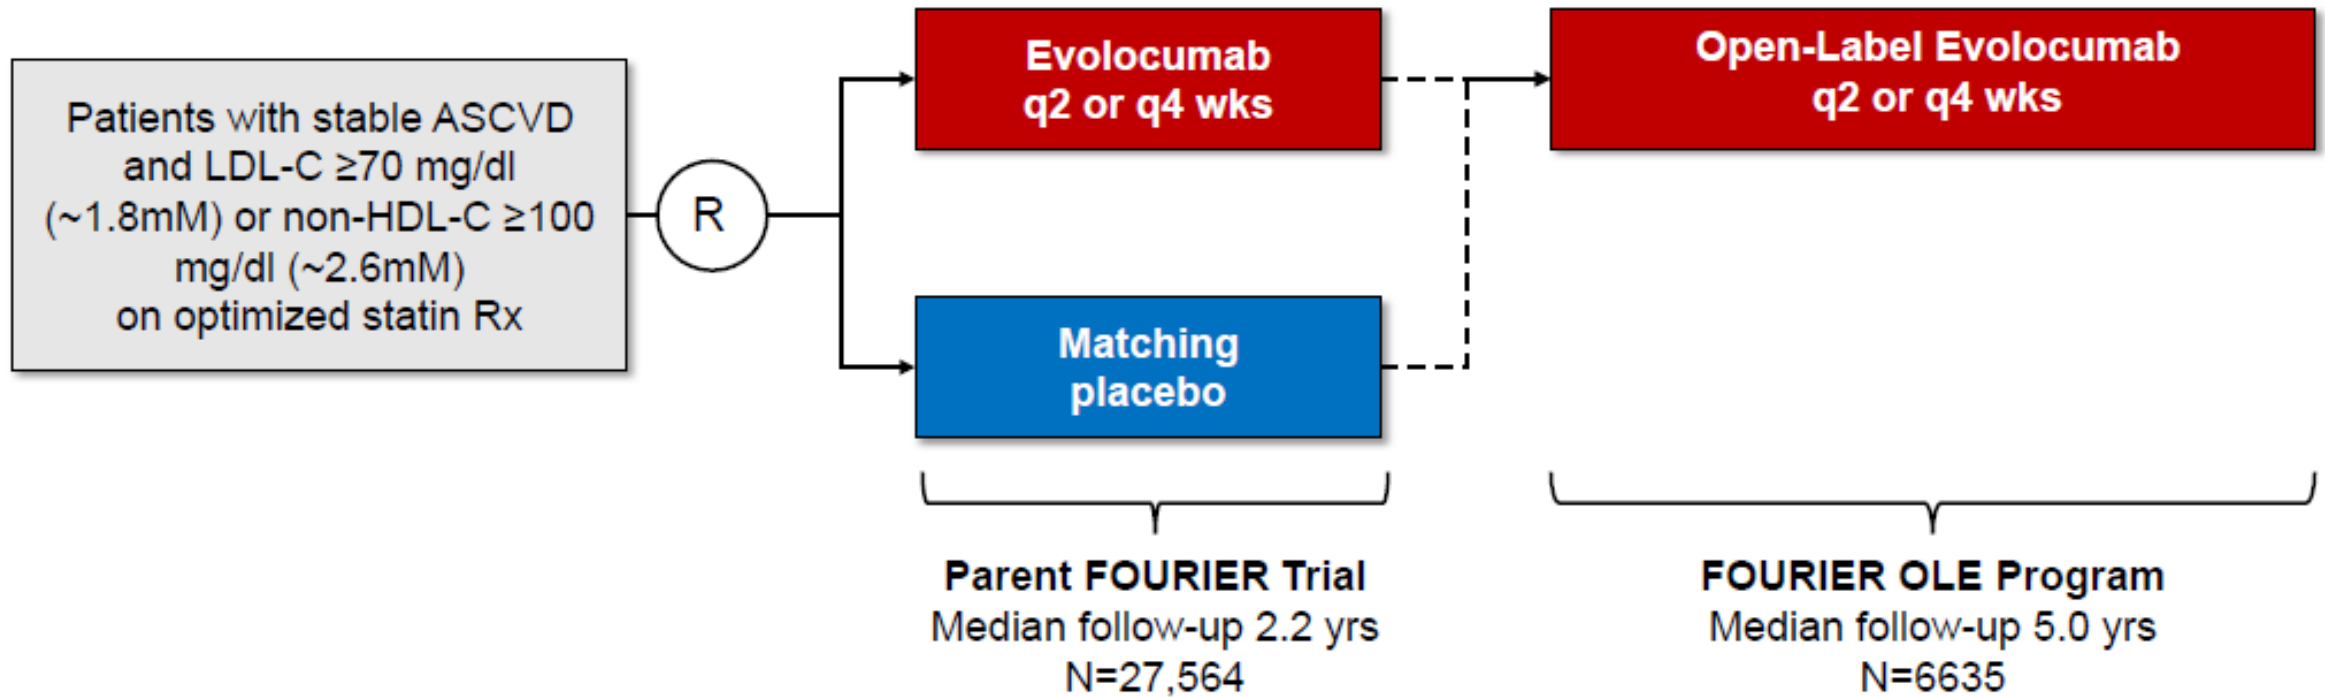 Patients with stable ASCVD
and LDL-C ≥70 mg/dl
(~1.8mM) or non-HDL-C ≥100
mg/dl (~2.6mM)
on optimized statin Rx
R
Evolocumab
q2 or q4 wks
Matching
placebo
Open-Label Evolocumab
q2 or q4 wks
Parent FOURIER Trial
Median follow-up 2.2 yrs
N=27,564
FOURIER OLE Program
Median follow-up 5.0 yrs
N=6635